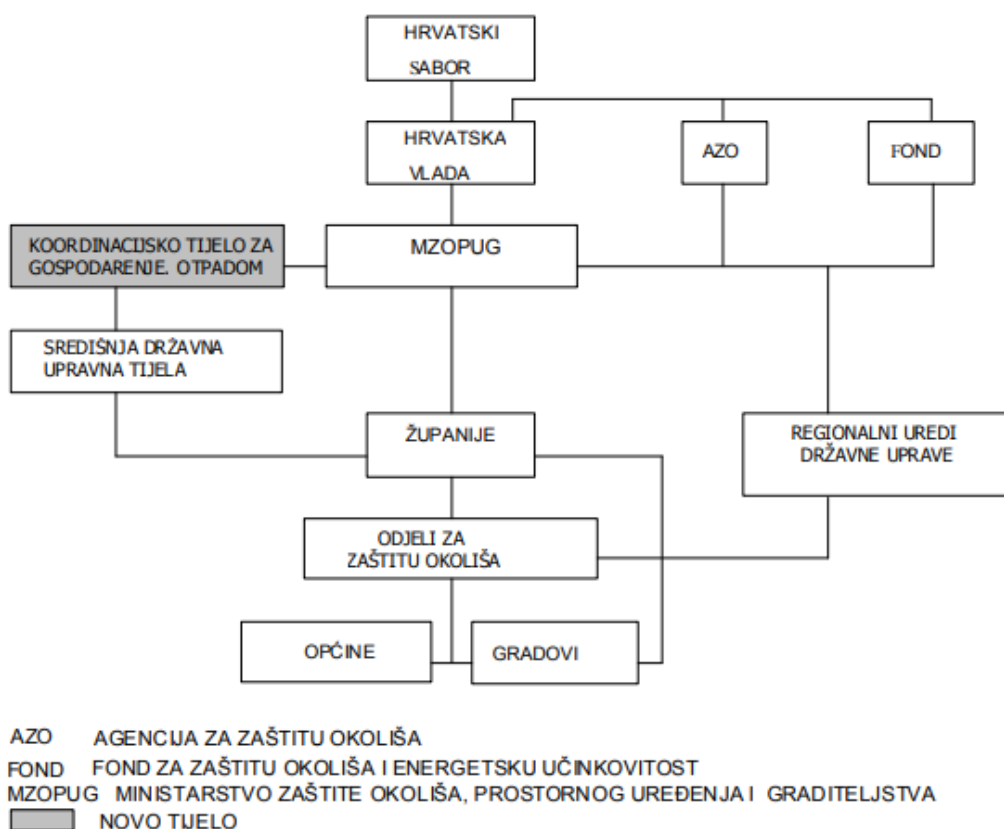 HRVATSKI
SABOR
HRVATSKA
VLADA
AZO
FOND
KOORDINACIJSKO TIJELO ZA
GOSPODARENJE. OTPADOM
MZOPUG
SREDIŠNJA DRŽAVNA
UPRAVNA TIJELA
ŽUPANIJE
REGIONALNI UREDI
DRŽAVNE UPRAVE
ODJELI ZA
ZAŠTITU OKOLIŠA
OPĆINE
GRADOVI
AZO AGENCIJA ZA ZAŠTITU OKOLIŠA
FOND FOND ZA ZAŠTITU OKOLIŠA I ENERGETSKU UČINKOVITOST
MZOPUG MINISTARSTVO ZAŠTITE OKOLIŠA, PROSTORNOG UREĐENJA I GRADITELJSTVA
NOVO TIJELO